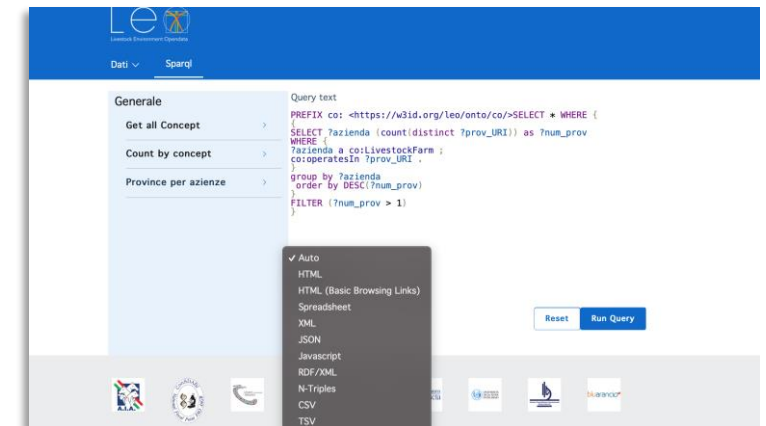 Leo
Livestock Environment Opendata
Dati
Sparql
Generale
Get all Concept
Count by concept
Province per azienze
Query text
PREFIX co: <https://w3id.org/leo/onto/co/>SELECT * WHERE {
{
SELECT ?azienda (count(distinct ?prov_URI)) as ?num_prov
WHERE {
?azienda a co:LivestockFarm ;
co:operatesIn ?prov_URI .
}
group by ?azienda
order by DESC(?num_prov)
}
FILTER (?num_prov > 1)
}
✓ Auto
HTML
HTML (Basic Browsing Links)
Spreadsheet
XML
JSON
Javascript
RDF/XML
N-Triples
CSV
TSV
Reset
Run Query
A.I.A.
bluarancio